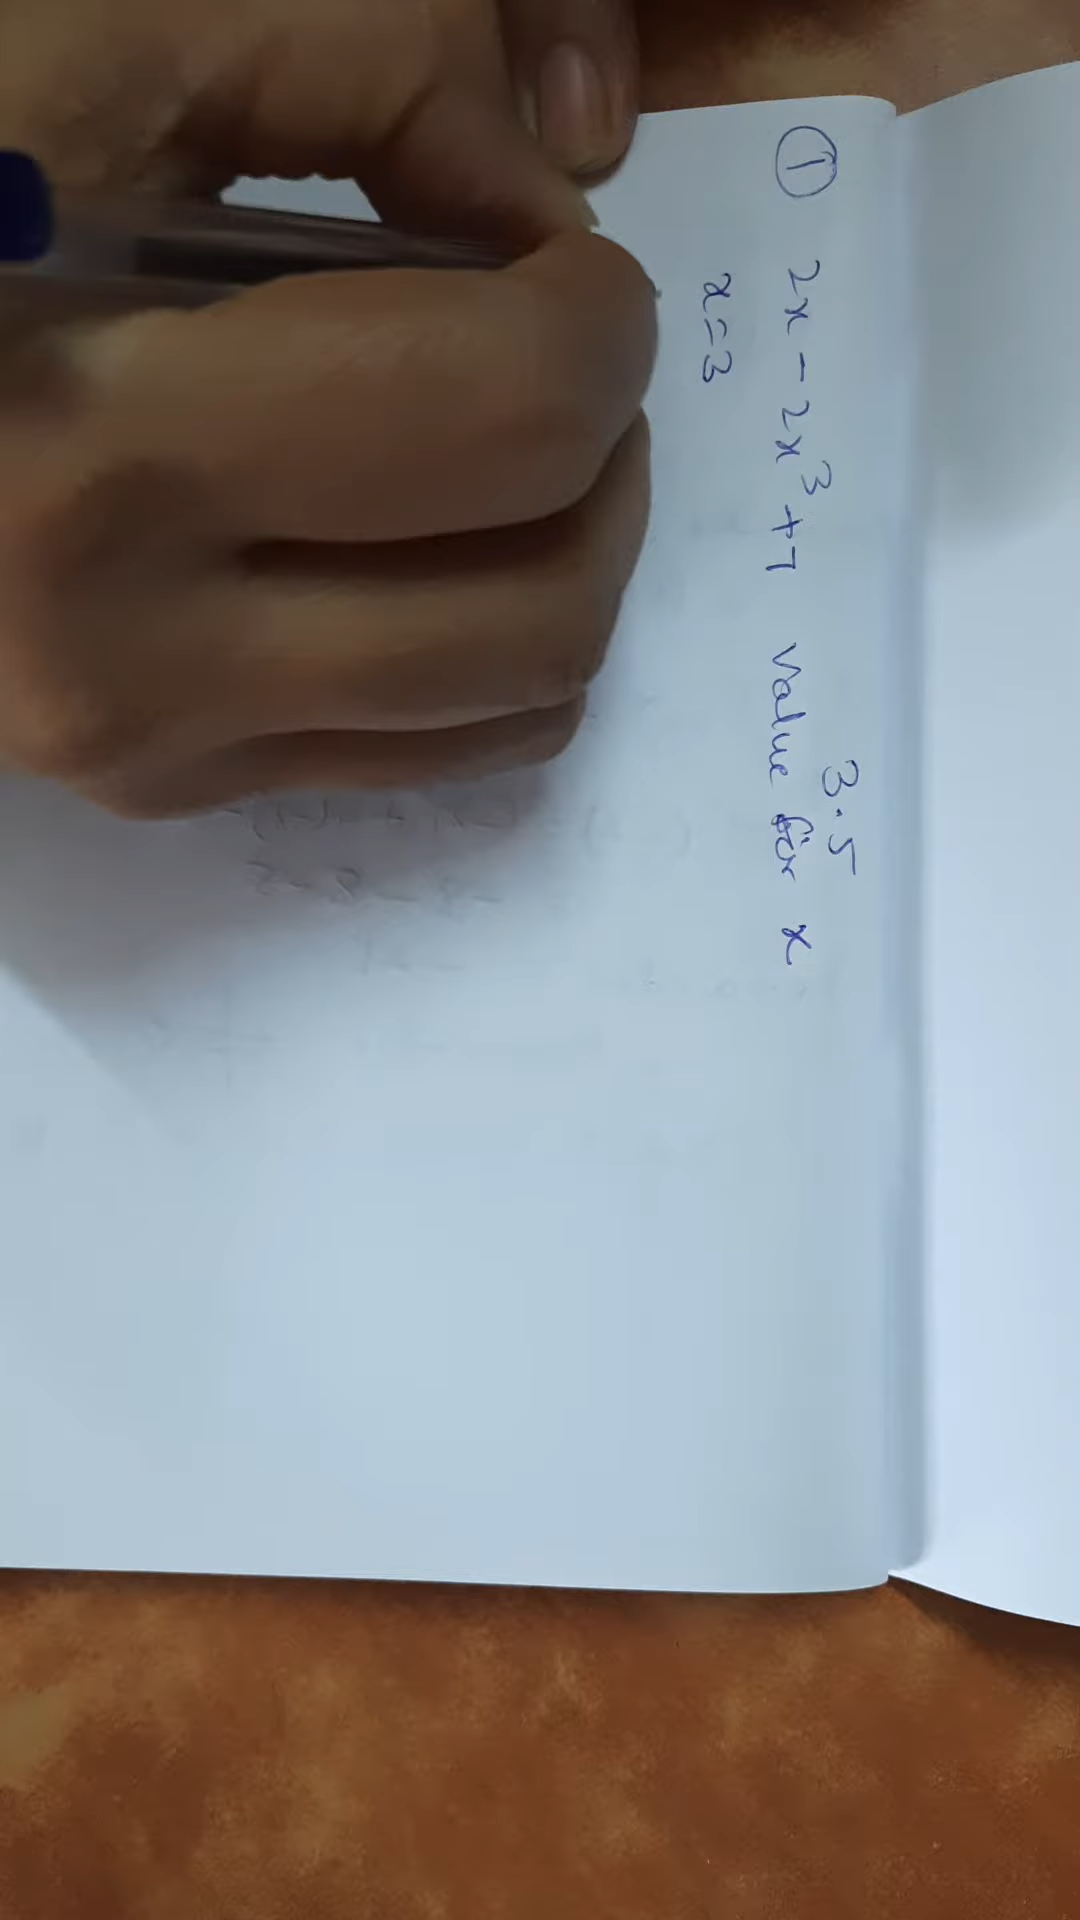 ① 2x - 2x³ + 7 value for x
3.5
x = 3